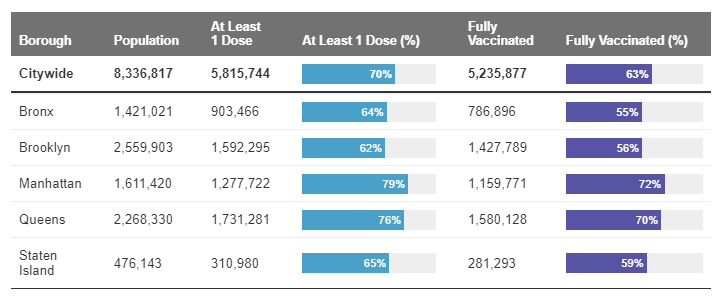 Borough Population At Least 1 Dose At Least 1 Dose (%) Fully Vaccinated Fully Vaccinated (%)
Citywide 8,336,817 5,815,744 70% 5,235,877 63%
Bronx 1,421,021 903,466 64% 786,896 55%
Brooklyn 2,559,903 1,592,295 62% 1,427,789 56%
Manhattan 1,611,420 1,277,722 79% 1,159,771 72%
Queens 2,268,330 1,731,281 76% 1,580,128 70%
Staten Island 476,143 310,980 65% 281,293 59%